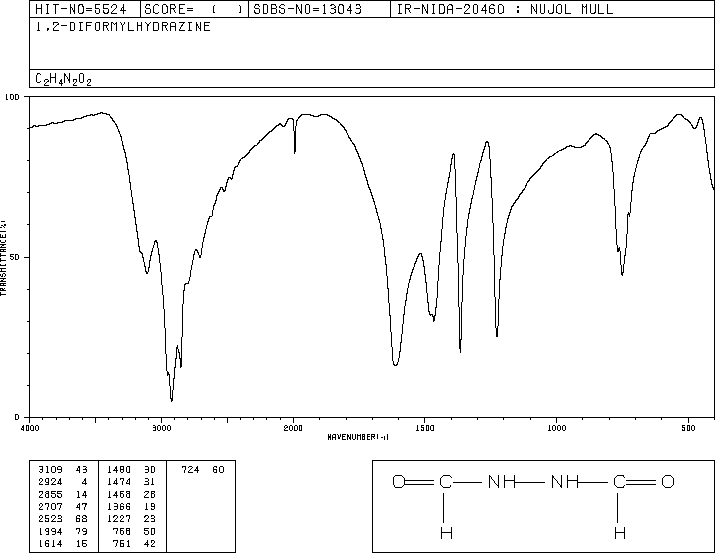 HIT-NO=5524 SCORE= ( ) SDBS-NO=13043 IR-NIDA-20460 : NUJOL MULL
1,2-DIFORMYLHYDRAZINE
C2H4N2O2
100
50
0
TRANSMITTANCE(%)
4000 3000 2000 1500 1000 500
WAVENUMBER(-1)
3109 43 1480 30 724 60
2924 4 1474 31
2855 14 1468 28
2707 47 1366 19
2523 68 1227 23
1994 79 768 50
1614 15 751 42
O C NH NH C O
H H